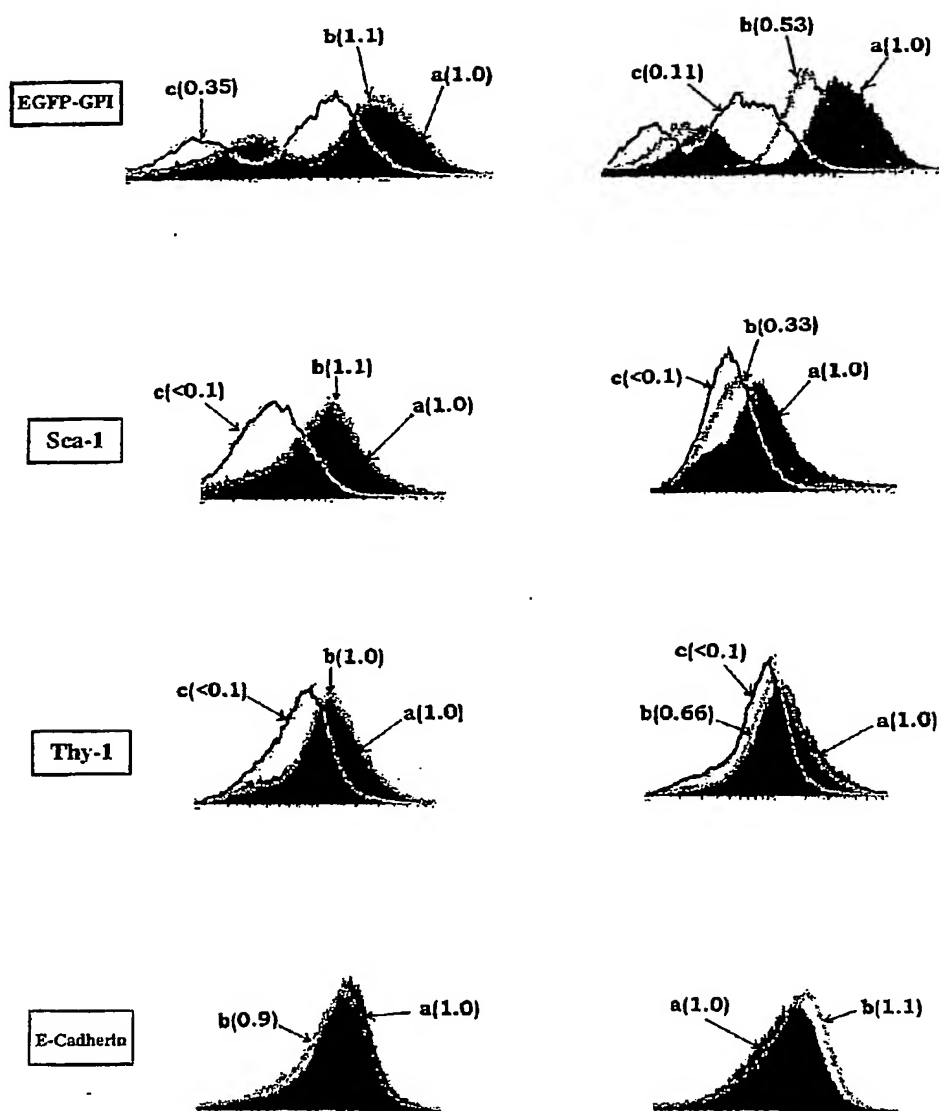 b(1.1)
a(1.0)
c(0.35)
EGFP-GPI
b(0.53)
a(1.0)
c(0.11)
b(1.1)
c(<0.1)
a(1.0)
Sca-1
b(0.33)
c(<0.1)
a(1.0)
b(1.0)
c(<0.1)
a(1.0)
Thy-1
c(<0.1)
b(0.66)
a(1.0)
b(0.9)
a(1.0)
E-Cadherin
a(1.0)
b(1.1)